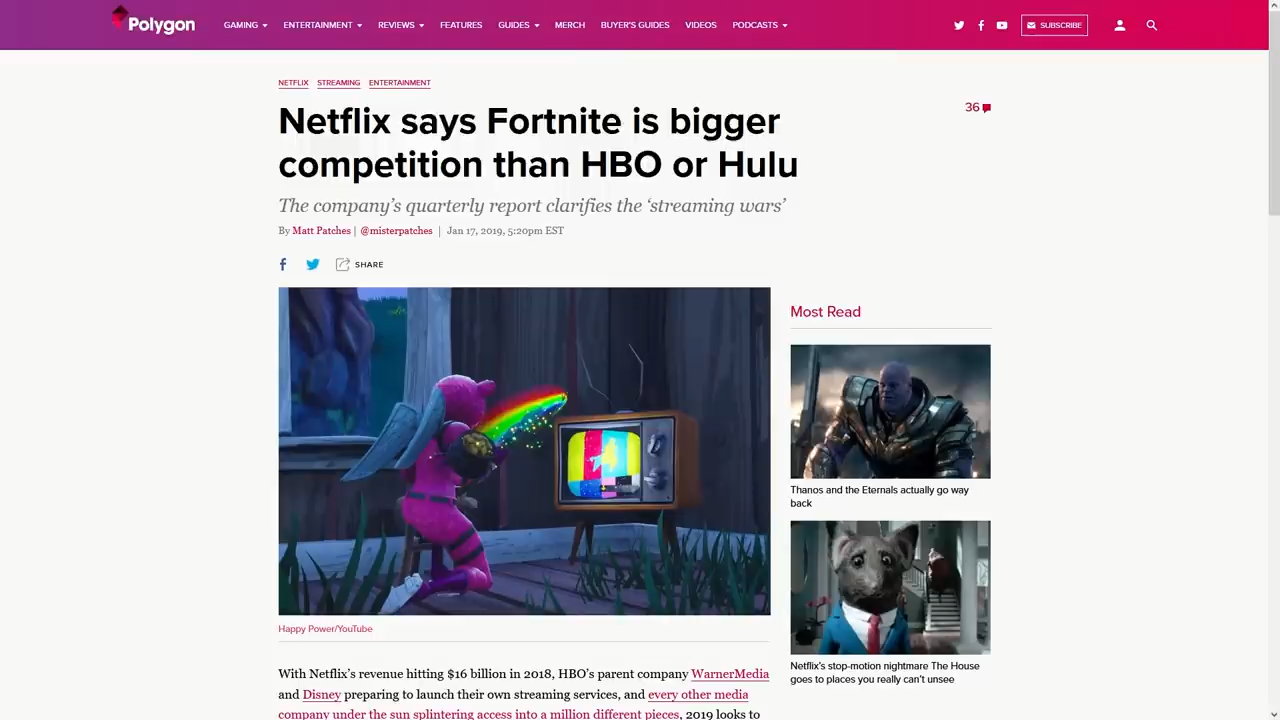 Polygon
GAMING ENTERTAINMENT REVIEWS FEATURES GUIDES MERCH BUYER'S GUIDES VIDEOS PODCASTS
SUBSCRIBE
NETFLIX STREAMING ENTERTAINMENT
Netflix says Fortnite is bigger
competition than HBO or Hulu
36
The company's quarterly report clarifies the 'streaming wars'
By Matt Patches | @misterpatches | Jan 17, 2019, 5:20pm EST
SHARE
Happy Power/YouTube
With Netflix's revenue hitting $16 billion in 2018, HBO's parent company WarnerMedia
and Disney preparing to launch their own streaming services, and every other media
company under the sun splintering access into a million different pieces, 2019 looks to
Most Read
Thanos and the Eternals actually go way
back
Netflix's stop-motion nightmare The House
goes to places you really can't unsee